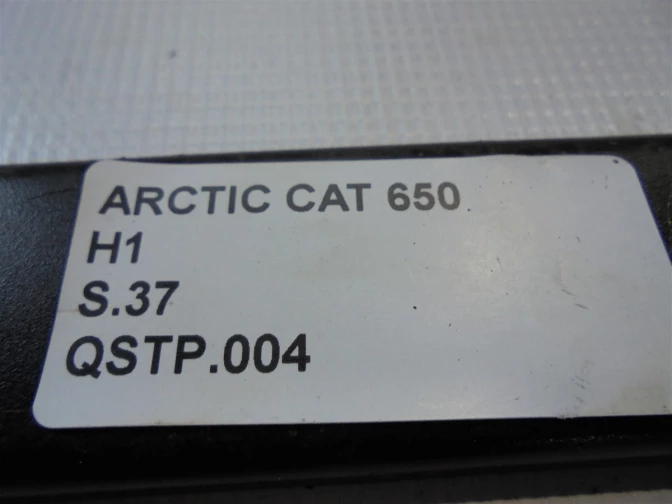 ARCTIC CAT 650
H1
S.37
QSTP.004